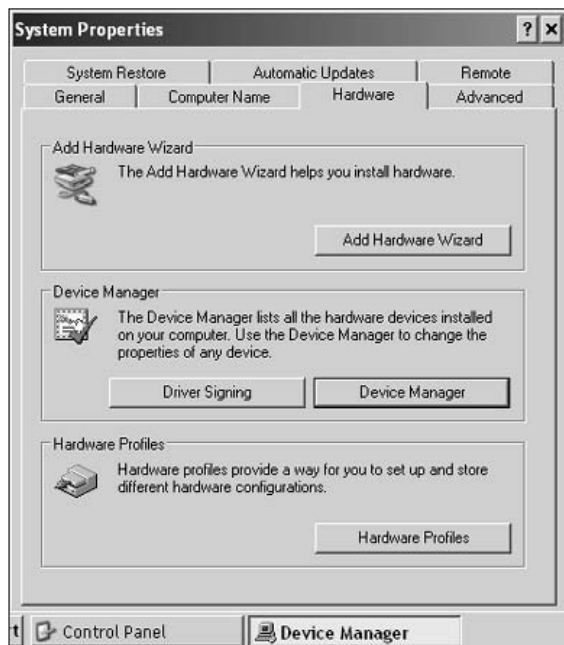 System Properties
? ×
System Restore
Automatic Updates
Remote
General
Computer Name
Hardware
Advanced
Add Hardware Wizard
The Add Hardware Wizard helps you install hardware.
Add Hardware Wizard
Device Manager
The Device Manager lists all the hardware devices installed
on your computer. Use the Device Manager to change the
properties of any device.
Driver Signing
Device Manager
Hardware Profiles
Hardware profiles provide a way for you to set up and store
different hardware configurations.
Hardware Profiles
t
Control Panel
Device Manager